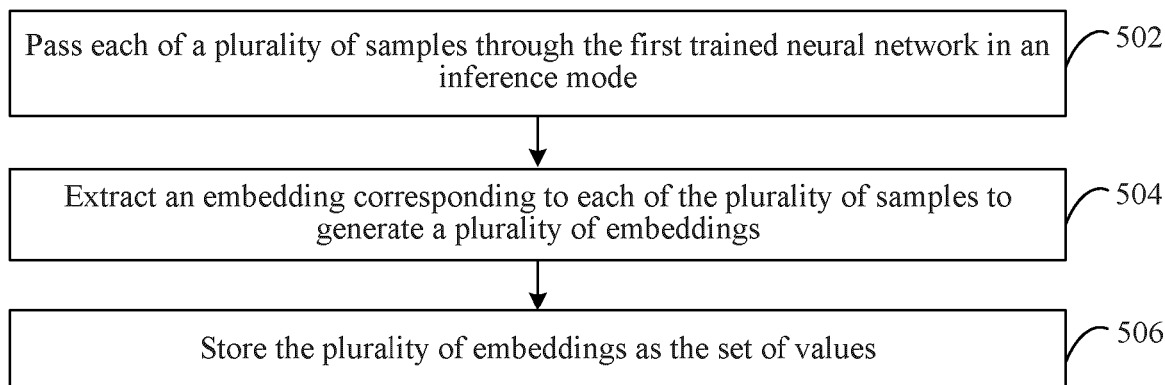 Pass each of a plurality of samples through the first trained neural network in an
inference mode
502
Extract an embedding corresponding to each of the plurality of samples to
generate a plurality of embeddings
504
Store the plurality of embeddings as the set of values
506